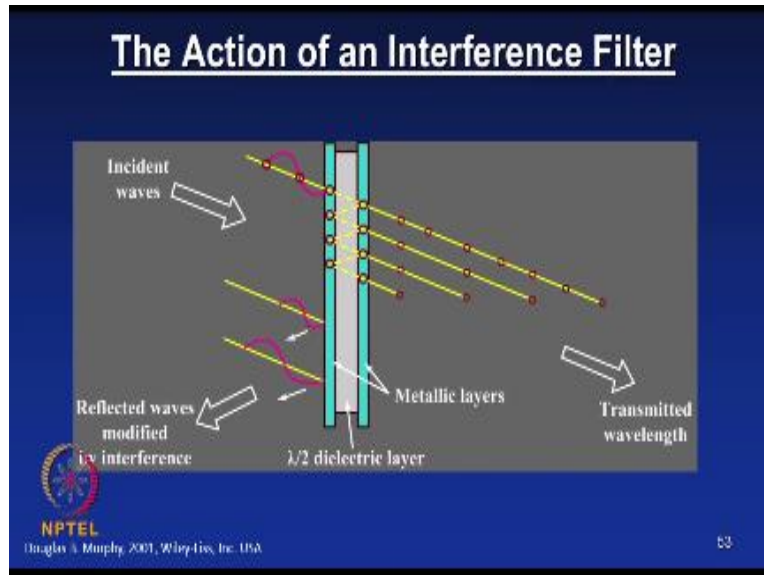 The Action of an Interference Filter
Incident
waves
Metallic layers
Transmitted
wavelength
Reflected waves
modified
by interference
λ/2 dielectric layer
NPTEL
Douglas B. Murphy, 2001, Wiley-Liss, Inc. USA
53